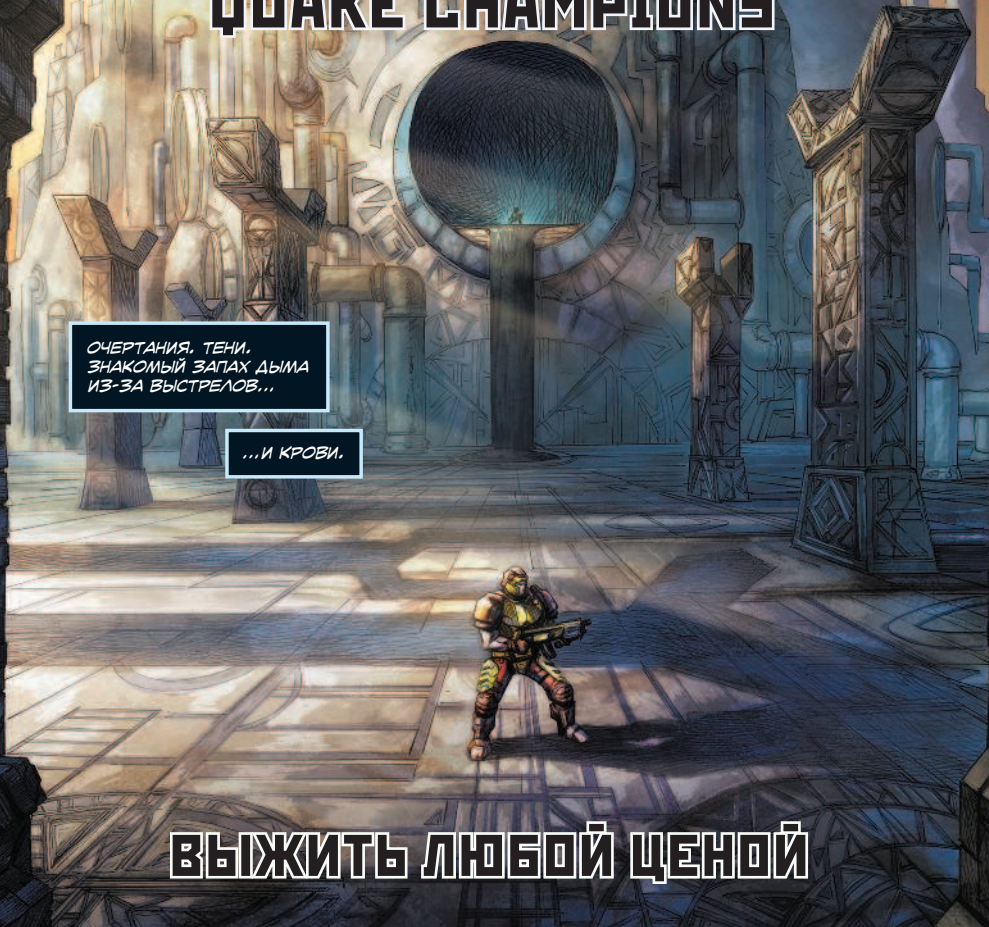 QUAKE CHAMPIONS
ОЧЕРТАНИЯ. ТЕНИ.
ЗНАКОМЫЙ ЗАПАХ ДЫМА
ИЗ-ЗА ВЫСТРЕЛОВ...
...И КРОВИ.
ВЫЖИТЬ ЛЮБОЙ ЦЕНОЙ